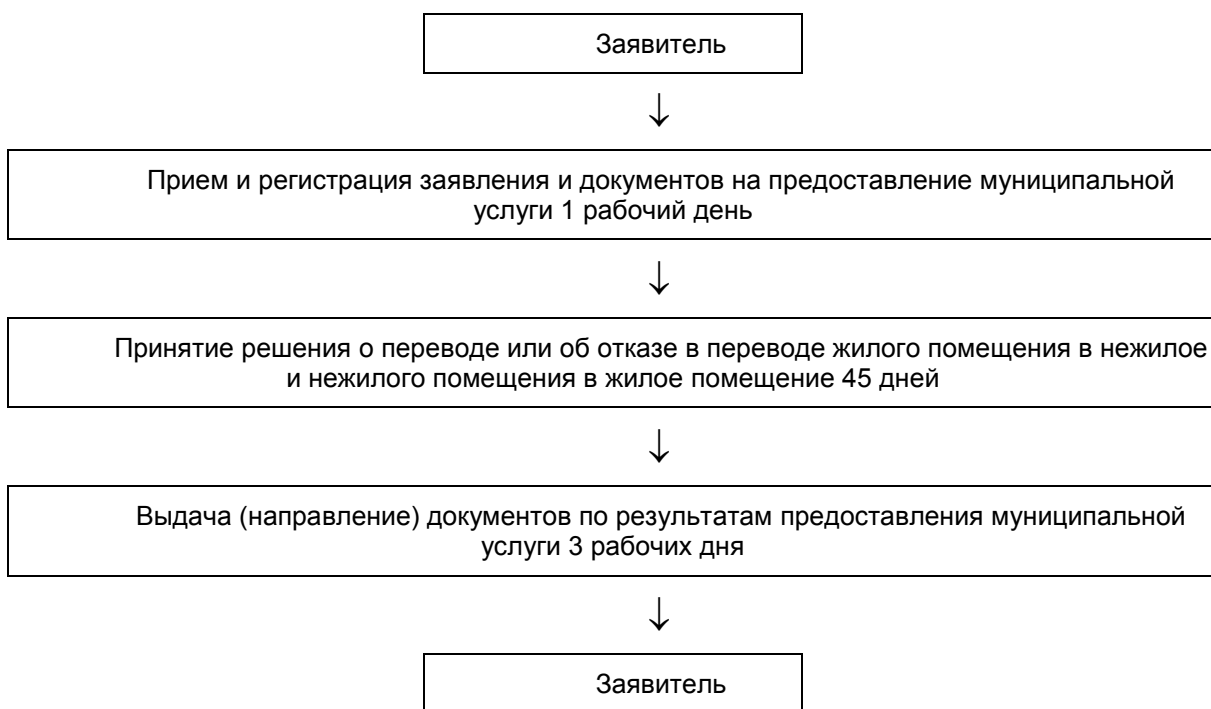 Заявитель
↓
Прием и регистрация заявления и документов на предоставление муниципальной
услуги 1 рабочий день
↓
Принятие решения о переводе или об отказе в переводе жилого помещения в нежилое
и нежилого помещения в жилое помещение 45 дней
↓
Выдача (направление) документов по результатам предоставления муниципальной
услуги 3 рабочих дня
↓
Заявитель